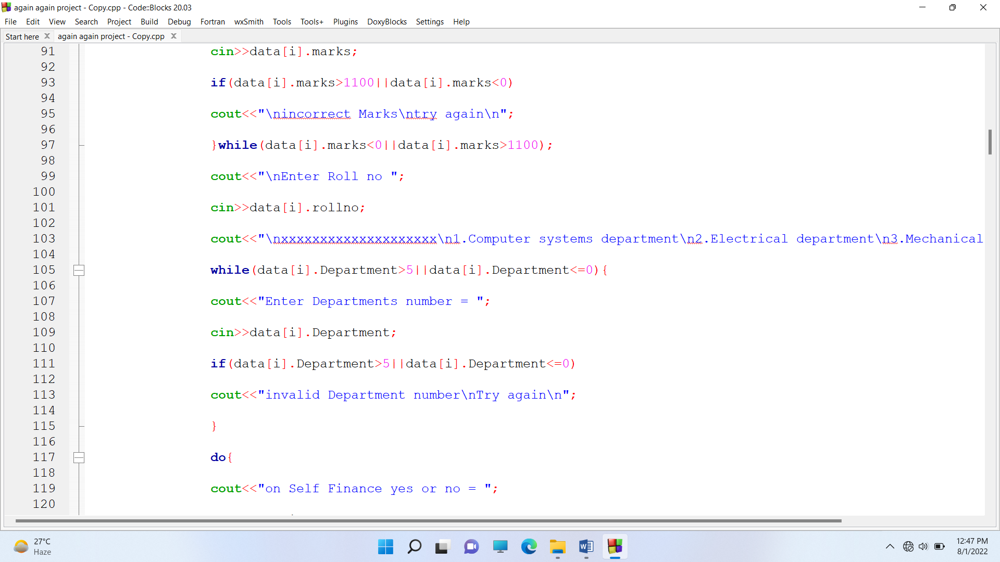 again again project - Copy.cpp - Code::Blocks 20.03
File Edit View Search Project Build Debug Fortran wxSmith Tools Tools+ Plugins DoxyBlocks Settings Help
Start here again again project - Copy.cpp
91 cin>>data[i].marks;
92
93 if(data[i].marks>1100||data[i].marks<0)
94
95 cout<<"\nincorrect Marks\ntry again\n";
96
97 }while(data[i].marks<0||data[i].marks>1100);
98
99 cout<<"\nEnter Roll no ";
100
101 cin>>data[i].rollno;
102
103 cout<<"\nxxxxxxxxxxxxxxxxxxxx\n1.Computer systems department\n2.Electrical department\n3.Mechanical
104
105 while(data[i].Department>5||data[i].Department<=0){
106
107 cout<<"Enter Departments number = ";
108
109 cin>>data[i].Department;
110
111 if(data[i].Department>5||data[i].Department<=0)
112
113 cout<<"invalid Department number\nTry again\n";
114
115 }
116
117 do{
118
119 cout<<"on Self Finance yes or no = ";
120
27°C
Haze
12:47 PM
8/1/2022